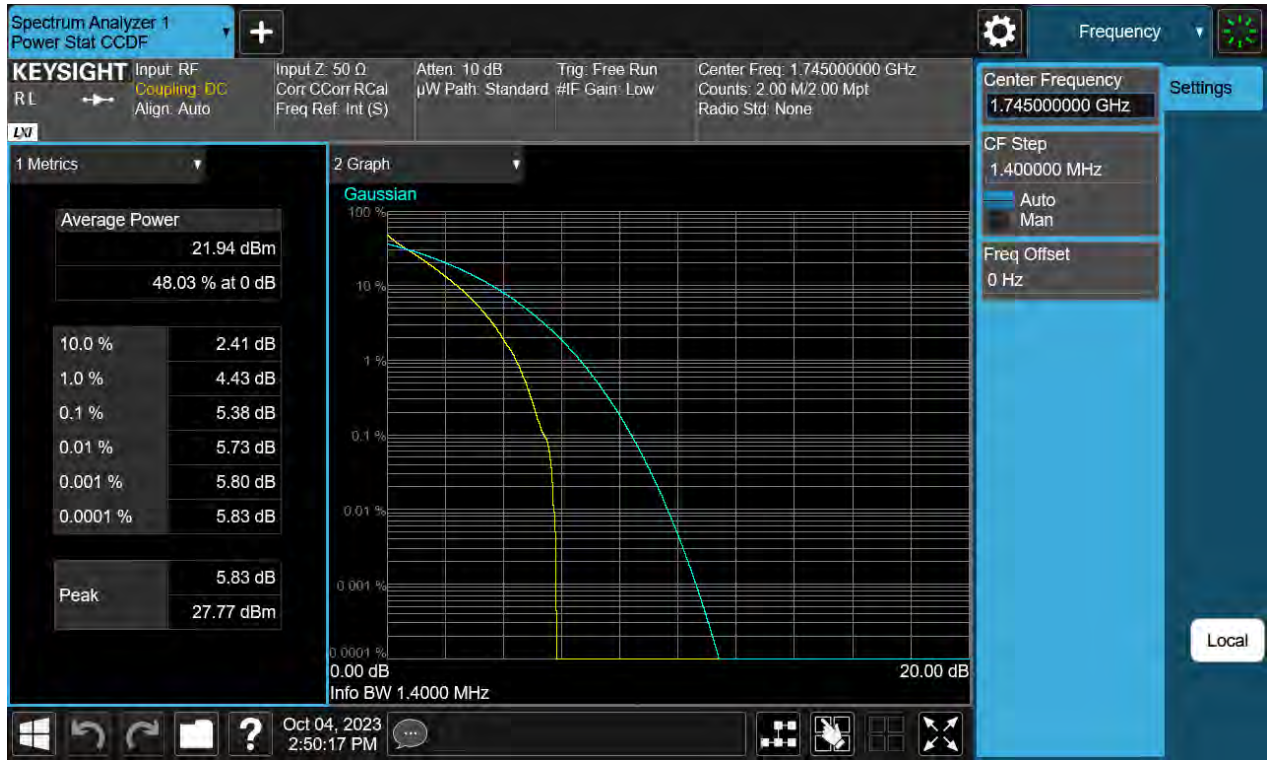 Spectrum Analyzer 1
Power Stat CCDF
+
Frequency
KEYSIGHT
RL
LXI
Input: RF
Coupling: DC
Align: Auto
Input Z: 50 Ω
Corr CCorr RCal
Freq Ref: Int (S)
Atten: 10 dB
µW Path: Standard
Trig: Free Run
#IF Gain: Low
Center Freq: 1.745000000 GHz
Counts: 2.00 M/2.00 Mpt
Radio Std: None
Center Frequency
1.745000000 GHz
Settings
CF Step
1.400000 MHz
Auto
Man
Freq Offset
0 Hz
1 Metrics
Average Power
21.94 dBm
48.03 % at 0 dB
10.0 % 2.41 dB
1.0 % 4.43 dB
0.1 % 5.38 dB
0.01 % 5.73 dB
0.001 % 5.80 dB
0.0001 % 5.83 dB
Peak
5.83 dB
27.77 dBm
2 Graph
Gaussian
100 %
10 %
1 %
0.1 %
0.01 %
0.001 %
0.0001 %
0.00 dB 20.00 dB
Info BW 1.4000 MHz
Local
?
Oct 04, 2023
2:50:17 PM